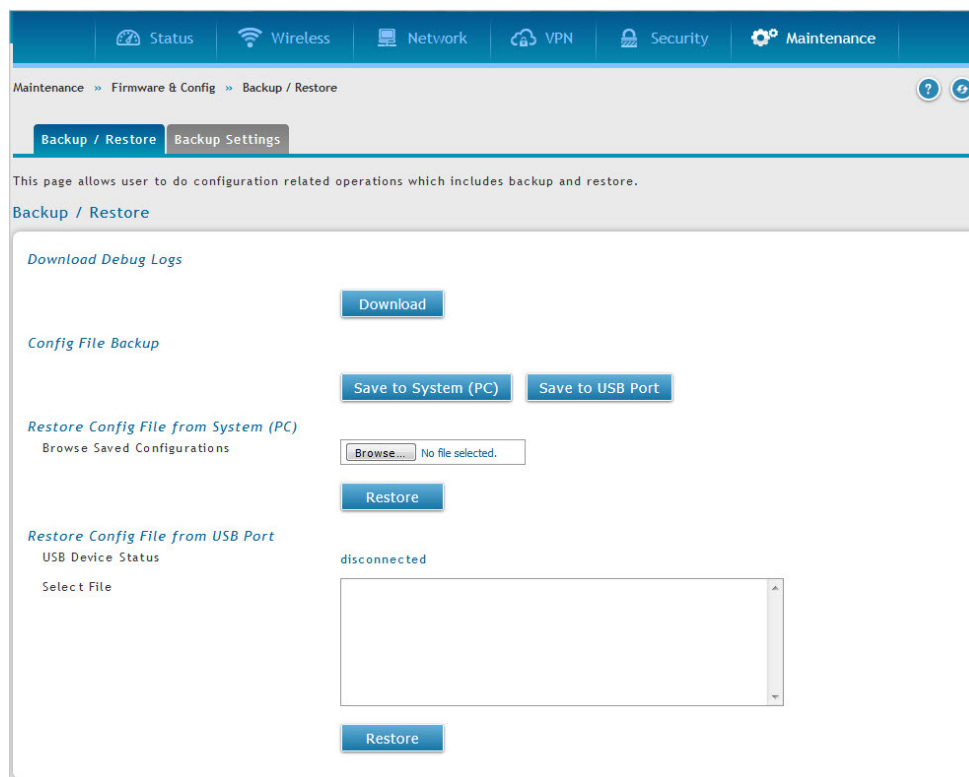 Status Wireless Network VPN Security Maintenance
Maintenance » Firmware & Config » Backup / Restore ?
Backup / Restore Backup Settings
This page allows user to do configuration related operations which includes backup and restore.
Backup / Restore
Download Debug Logs
Download
Config File Backup
Save to System (PC) Save to USB Port
Restore Config File from System (PC)
Browse Saved Configurations Browse... No file selected.
Restore
Restore Config File from USB Port
USB Device Status disconnected
Select File
Restore